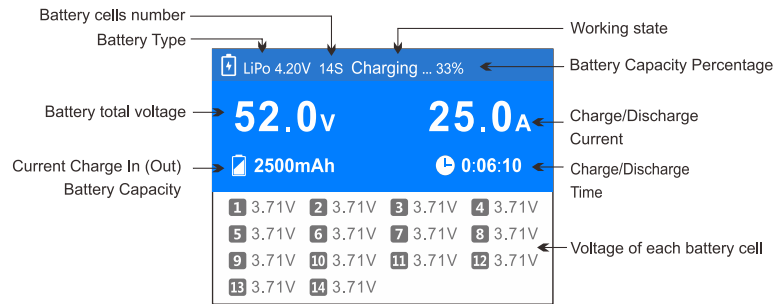 Battery cells number
Battery Type
Working state
Battery Capacity Percentage
LiPo 4.20V 14S Charging ... 33%
Battery total voltage
52.0V
25.0A
Charge/Discharge
Current
Current Charge In (Out)
Battery Capacity
2500mAh
0:06:10
Charge/Discharge
Time
1 3.71V 2 3.71V 3 3.71V 4 3.71V
5 3.71V 6 3.71V 7 3.71V 8 3.71V
9 3.71V 10 3.71V 11 3.71V 12 3.71V
13 3.71V 14 3.71V
Voltage of each battery cell